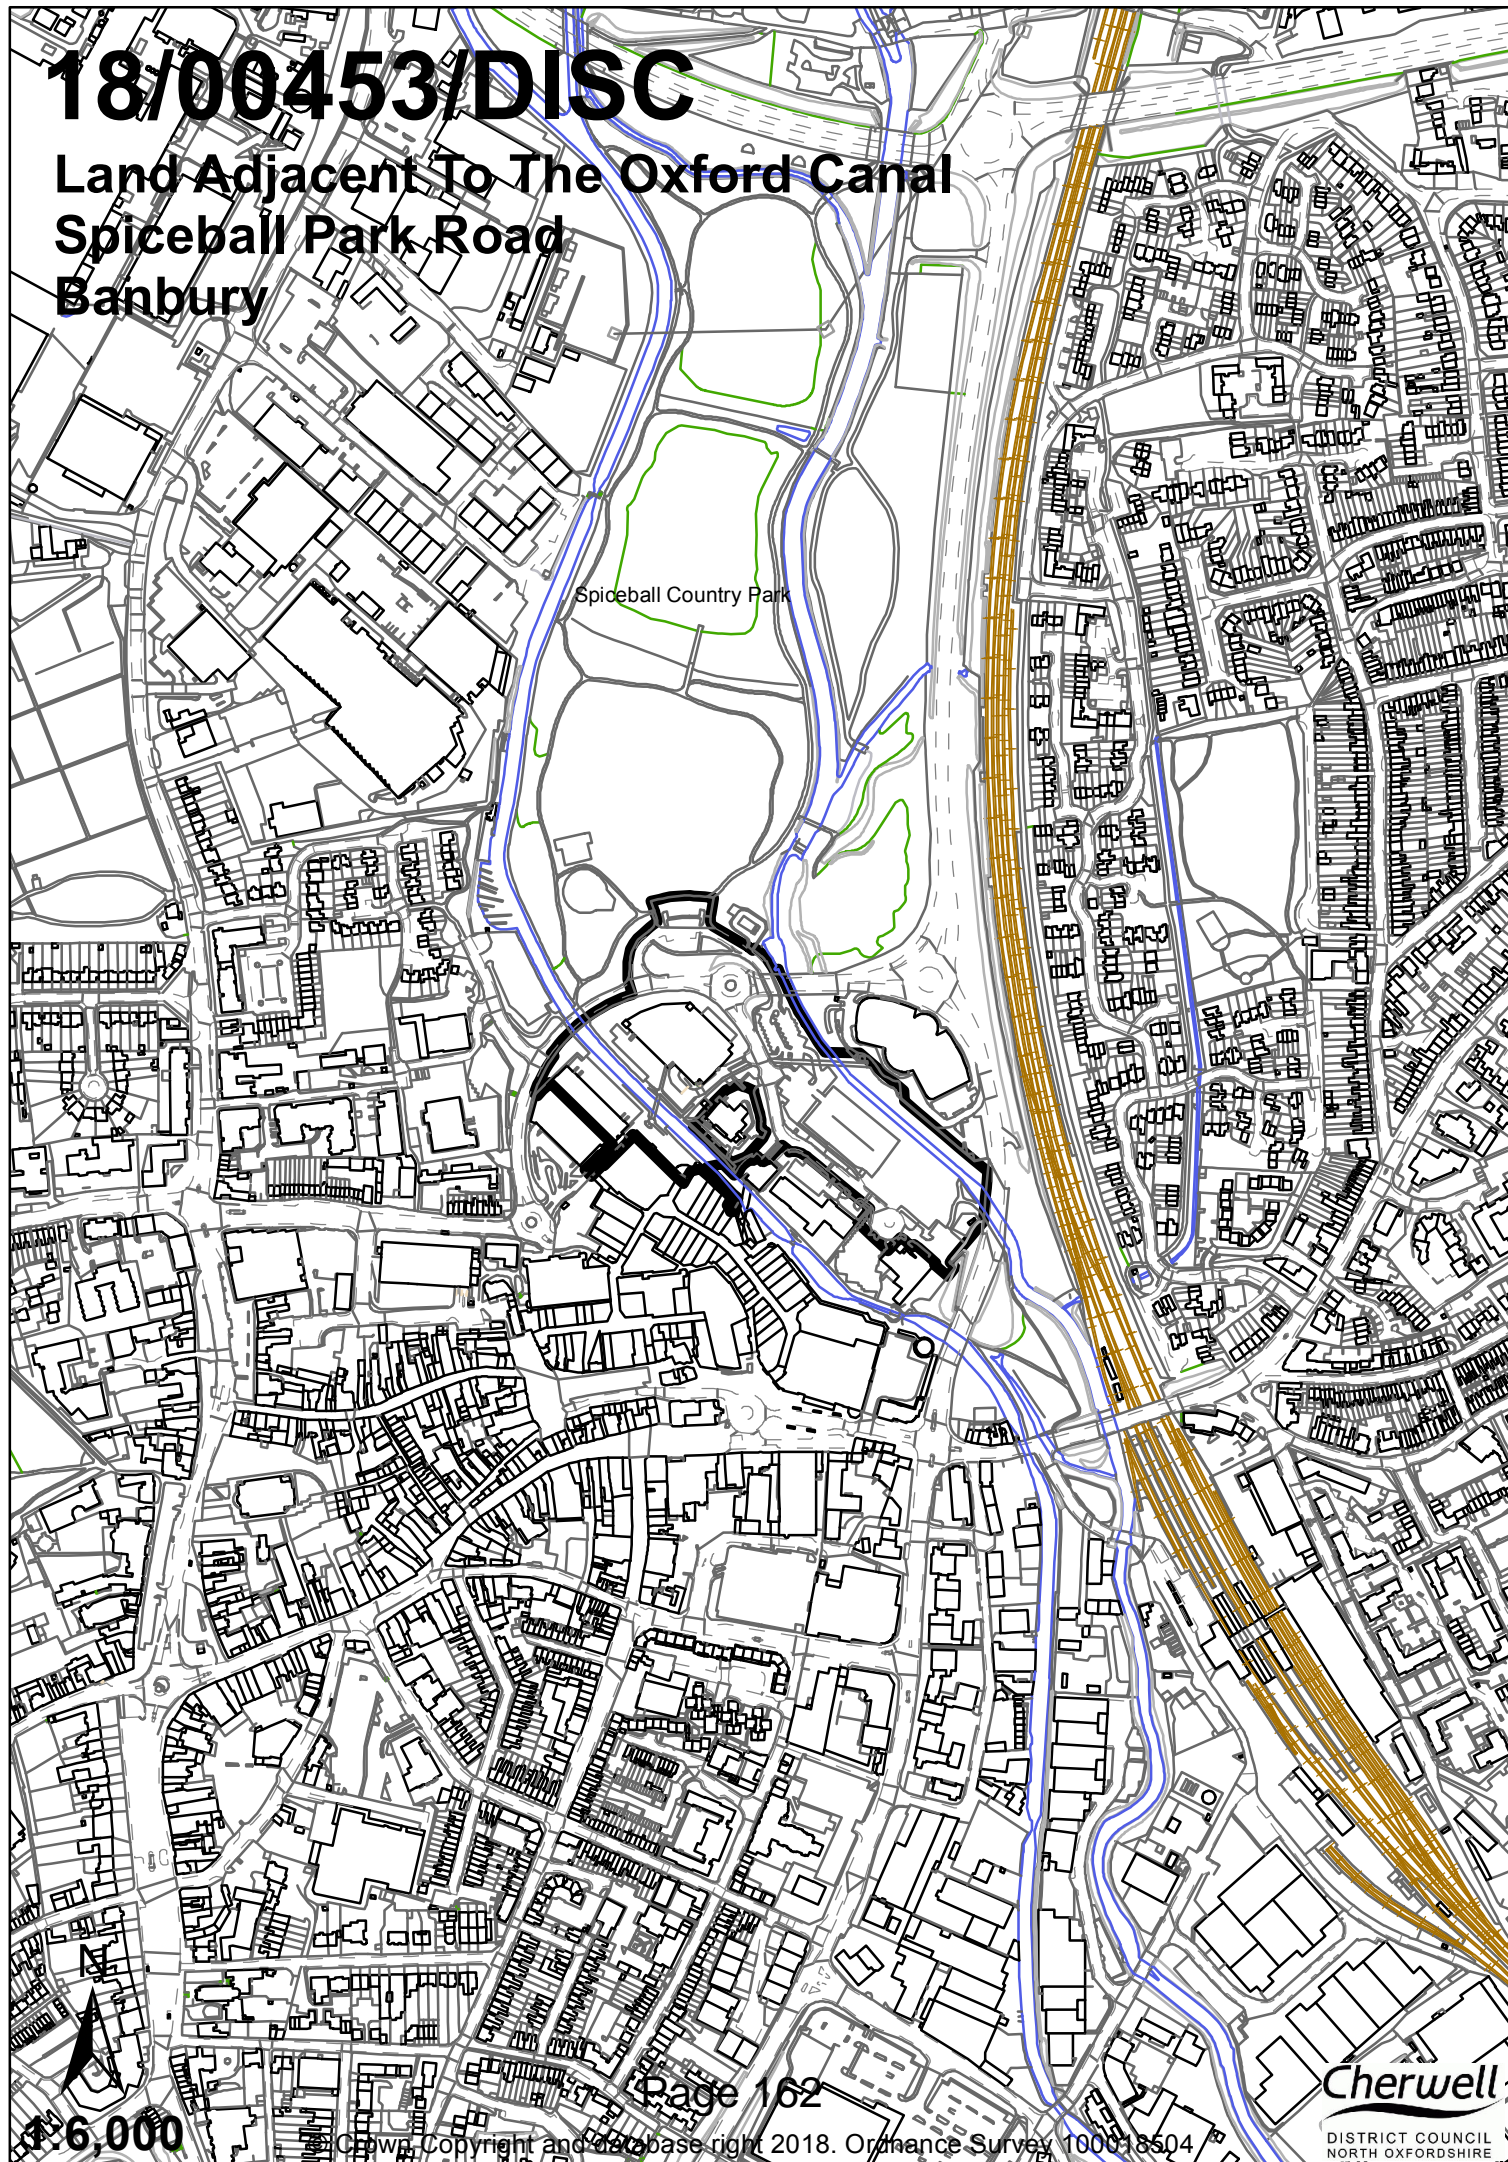 18/00453/DISC
Land Adjacent To The Oxford Canal
Spiceball Park Road
Banbury
Spiceball Country Park
N
Page 162
1:6,000
© Crown Copyright and database right 2018. Ordnance Survey 100018504
Cherwell
DISTRICT COUNCIL
NORTH OXFORDSHIRE